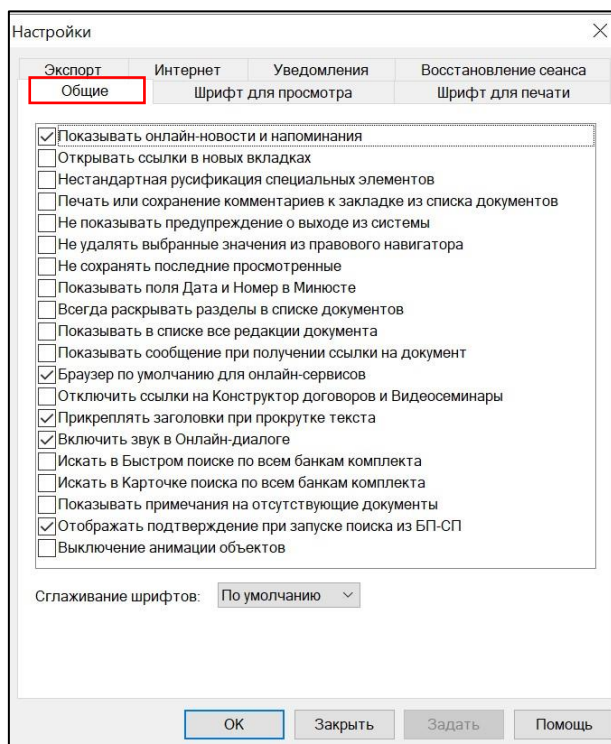 Настройки
Экспорт Интернет Уведомления Восстановление сеанса
Общие Шрифт для просмотра Шрифт для печати
Показывать онлайн-новости и напоминания
Открывать ссылки в новых вкладках
Нестандартная русификация специальных элементов
Печать или сохранение комментариев к закладке из списка документов
Не показывать предупреждение о выходе из системы
Не удалять выбранные значения из правового навигатора
Не сохранять последние просмотренные
Показывать поля Дата и Номер в Минюсте
Всегда раскрывать разделы в списке документов
Показывать в списке все редакции документа
Показывать сообщение при получении ссылки на документ
Браузер по умолчанию для онлайн-сервисов
Отключить ссылки на Конструктор договоров и Видеосеминары
Прикреплять заголовки при прокрутке текста
Включить звук в Онлайн-диалоге
Искать в Быстром поиске по всем банкам комплекта
Искать в Карточке поиска по всем банкам комплекта
Показывать примечания на отсутствующие документы
Отображать подтверждение при запуске поиска из БП-СП
Выключение анимации объектов
Сглаживание шрифтов: По умолчанию
ОК Закрыть Задать Помощь